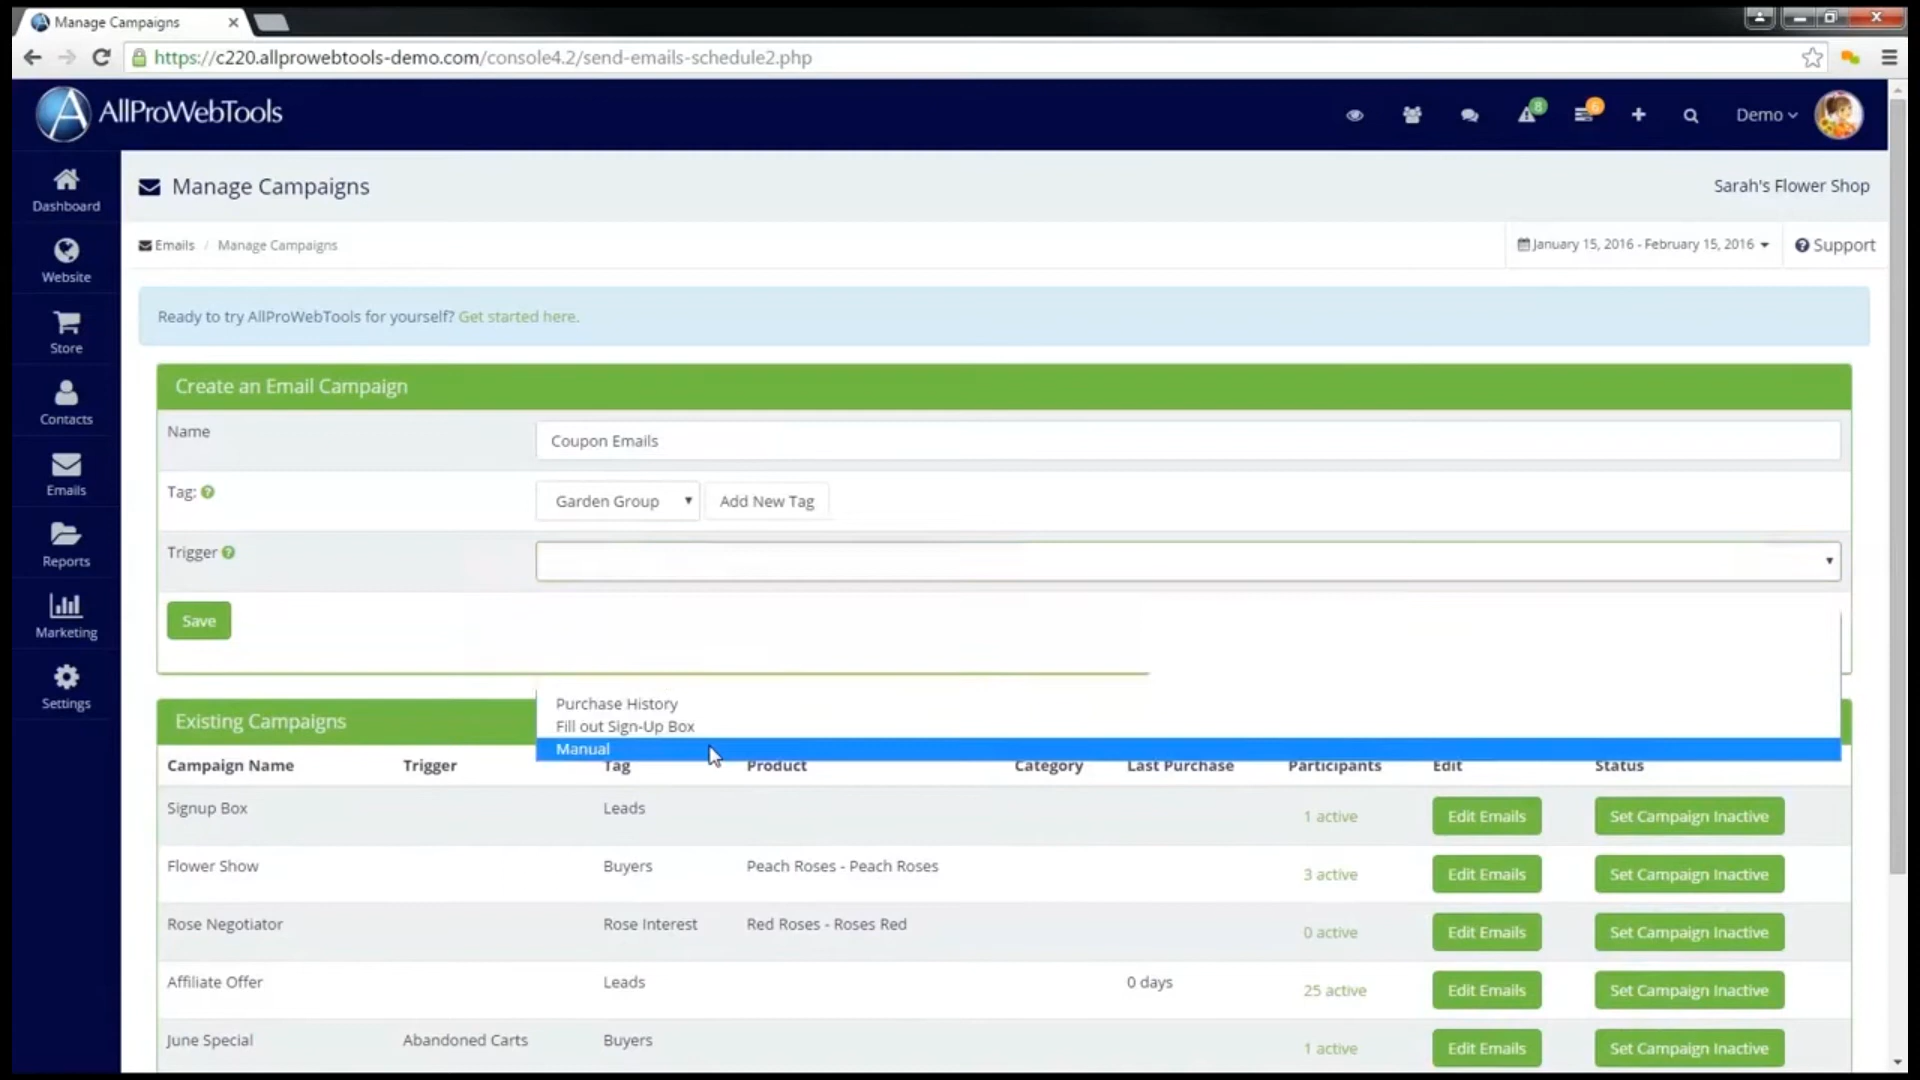 Manage Campaigns
https://c220.allprowebtools-demo.com/console4.2/send-emails-schedule2.php
AllProWebTools
8
6
Demo
Dashboard
Website
Store
Contacts
Emails
Reports
Marketing
Settings
Manage Campaigns
Sarah's Flower Shop
Emails / Manage Campaigns
January 15, 2016 - February 15, 2016
Support
Ready to try AllProWebTools for yourself? Get started here.
Create an Email Campaign
Name
Coupon Emails
Tag:
Garden Group
Add New Tag
Trigger
Save
Purchase History
Fill out Sign-Up Box
Manual
Existing Campaigns
Campaign Name Trigger Tag Product Category Last Purchase Participants Edit Status
Signup Box Leads 1 active Edit Emails Set Campaign Inactive
Flower Show Buyers Peach Roses - Peach Roses 3 active Edit Emails Set Campaign Inactive
Rose Negotiator Rose Interest Red Roses - Roses Red 0 active Edit Emails Set Campaign Inactive
Affiliate Offer Leads 0 days 25 active Edit Emails Set Campaign Inactive
June Special Abandoned Carts Buyers 1 active Edit Emails Set Campaign Inactive